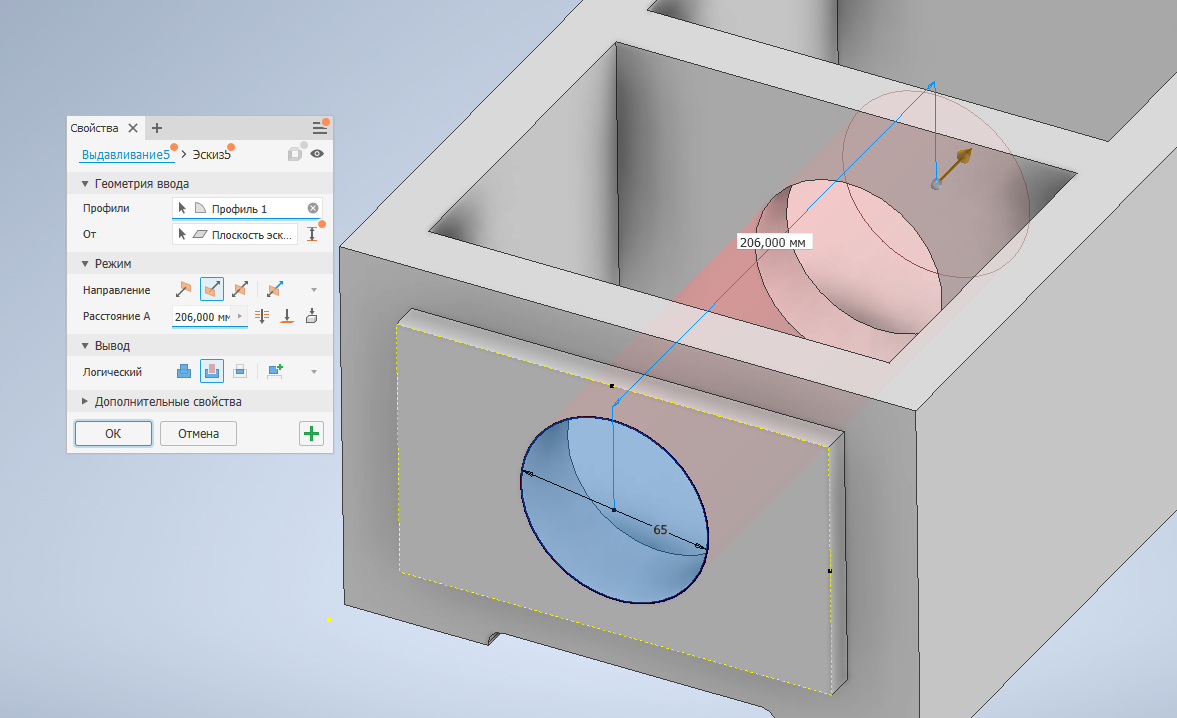 Свойства
Выдавливание5 > Эскиз5
Геометрия ввода
Профили Профиль 1
От Плоскость эск...
Режим
Направление
Расстояние A 206,000 мм
Вывод
Логический
Дополнительные свойства
ОК Отмена
206,000 мм
65